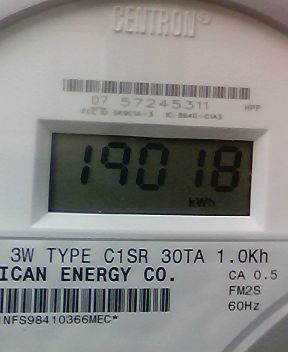 CENTRON®
07 57245311 HPP
19018
kWh
3W TYPE C1SR 30TA 1.0Kh
ICAN ENERGY CO. CA 0.5
FM2S
60Hz
NFS98410366MEC*